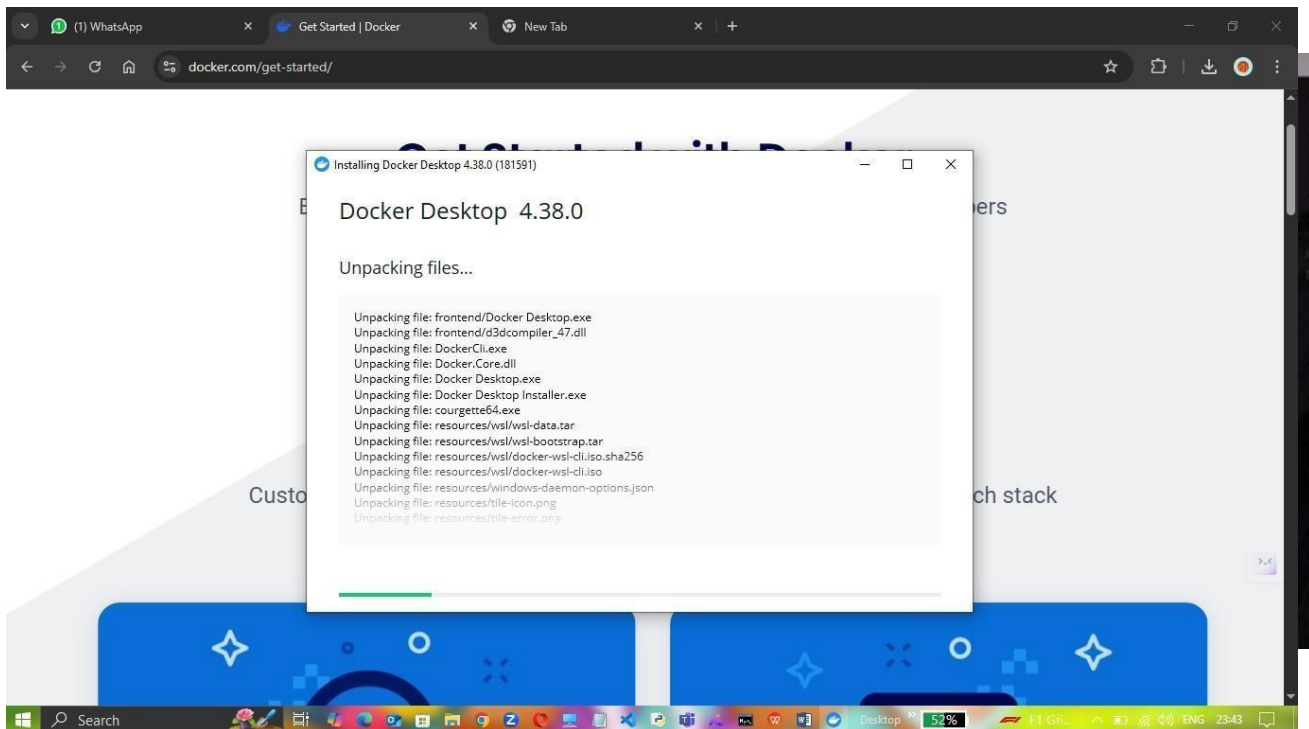 (1) WhatsApp
Get Started | Docker
New Tab
docker.com/get-started/
Installing Docker Desktop 4.38.0 (181591)
Docker Desktop 4.38.0
ers
Unpacking files...
Unpacking file: frontend/Docker Desktop.exe
Unpacking file: frontend/d3dcompiler_47.dll
Unpacking file: DockerCli.exe
Unpacking file: Docker.Core.dll
Unpacking file: Docker Desktop.exe
Unpacking file: Docker Desktop Installer.exe
Unpacking file: courgette64.exe
Unpacking file: resources/wsl/wsl-data.tar
Unpacking file: resources/wsl/wsl-bootstrap.tar
Unpacking file: resources/wsl/docker-wsl-cli.iso.sha256
Unpacking file: resources/wsl/docker-wsl-cli.iso
Unpacking file: resources/windows-daemon-options.json
Unpacking file: resources/tile-icon.png
Unpacking file: resources/tile-error.png
Custo
ch stack
Search
Desktop
52%
F1 Gri...
ENG
23:43